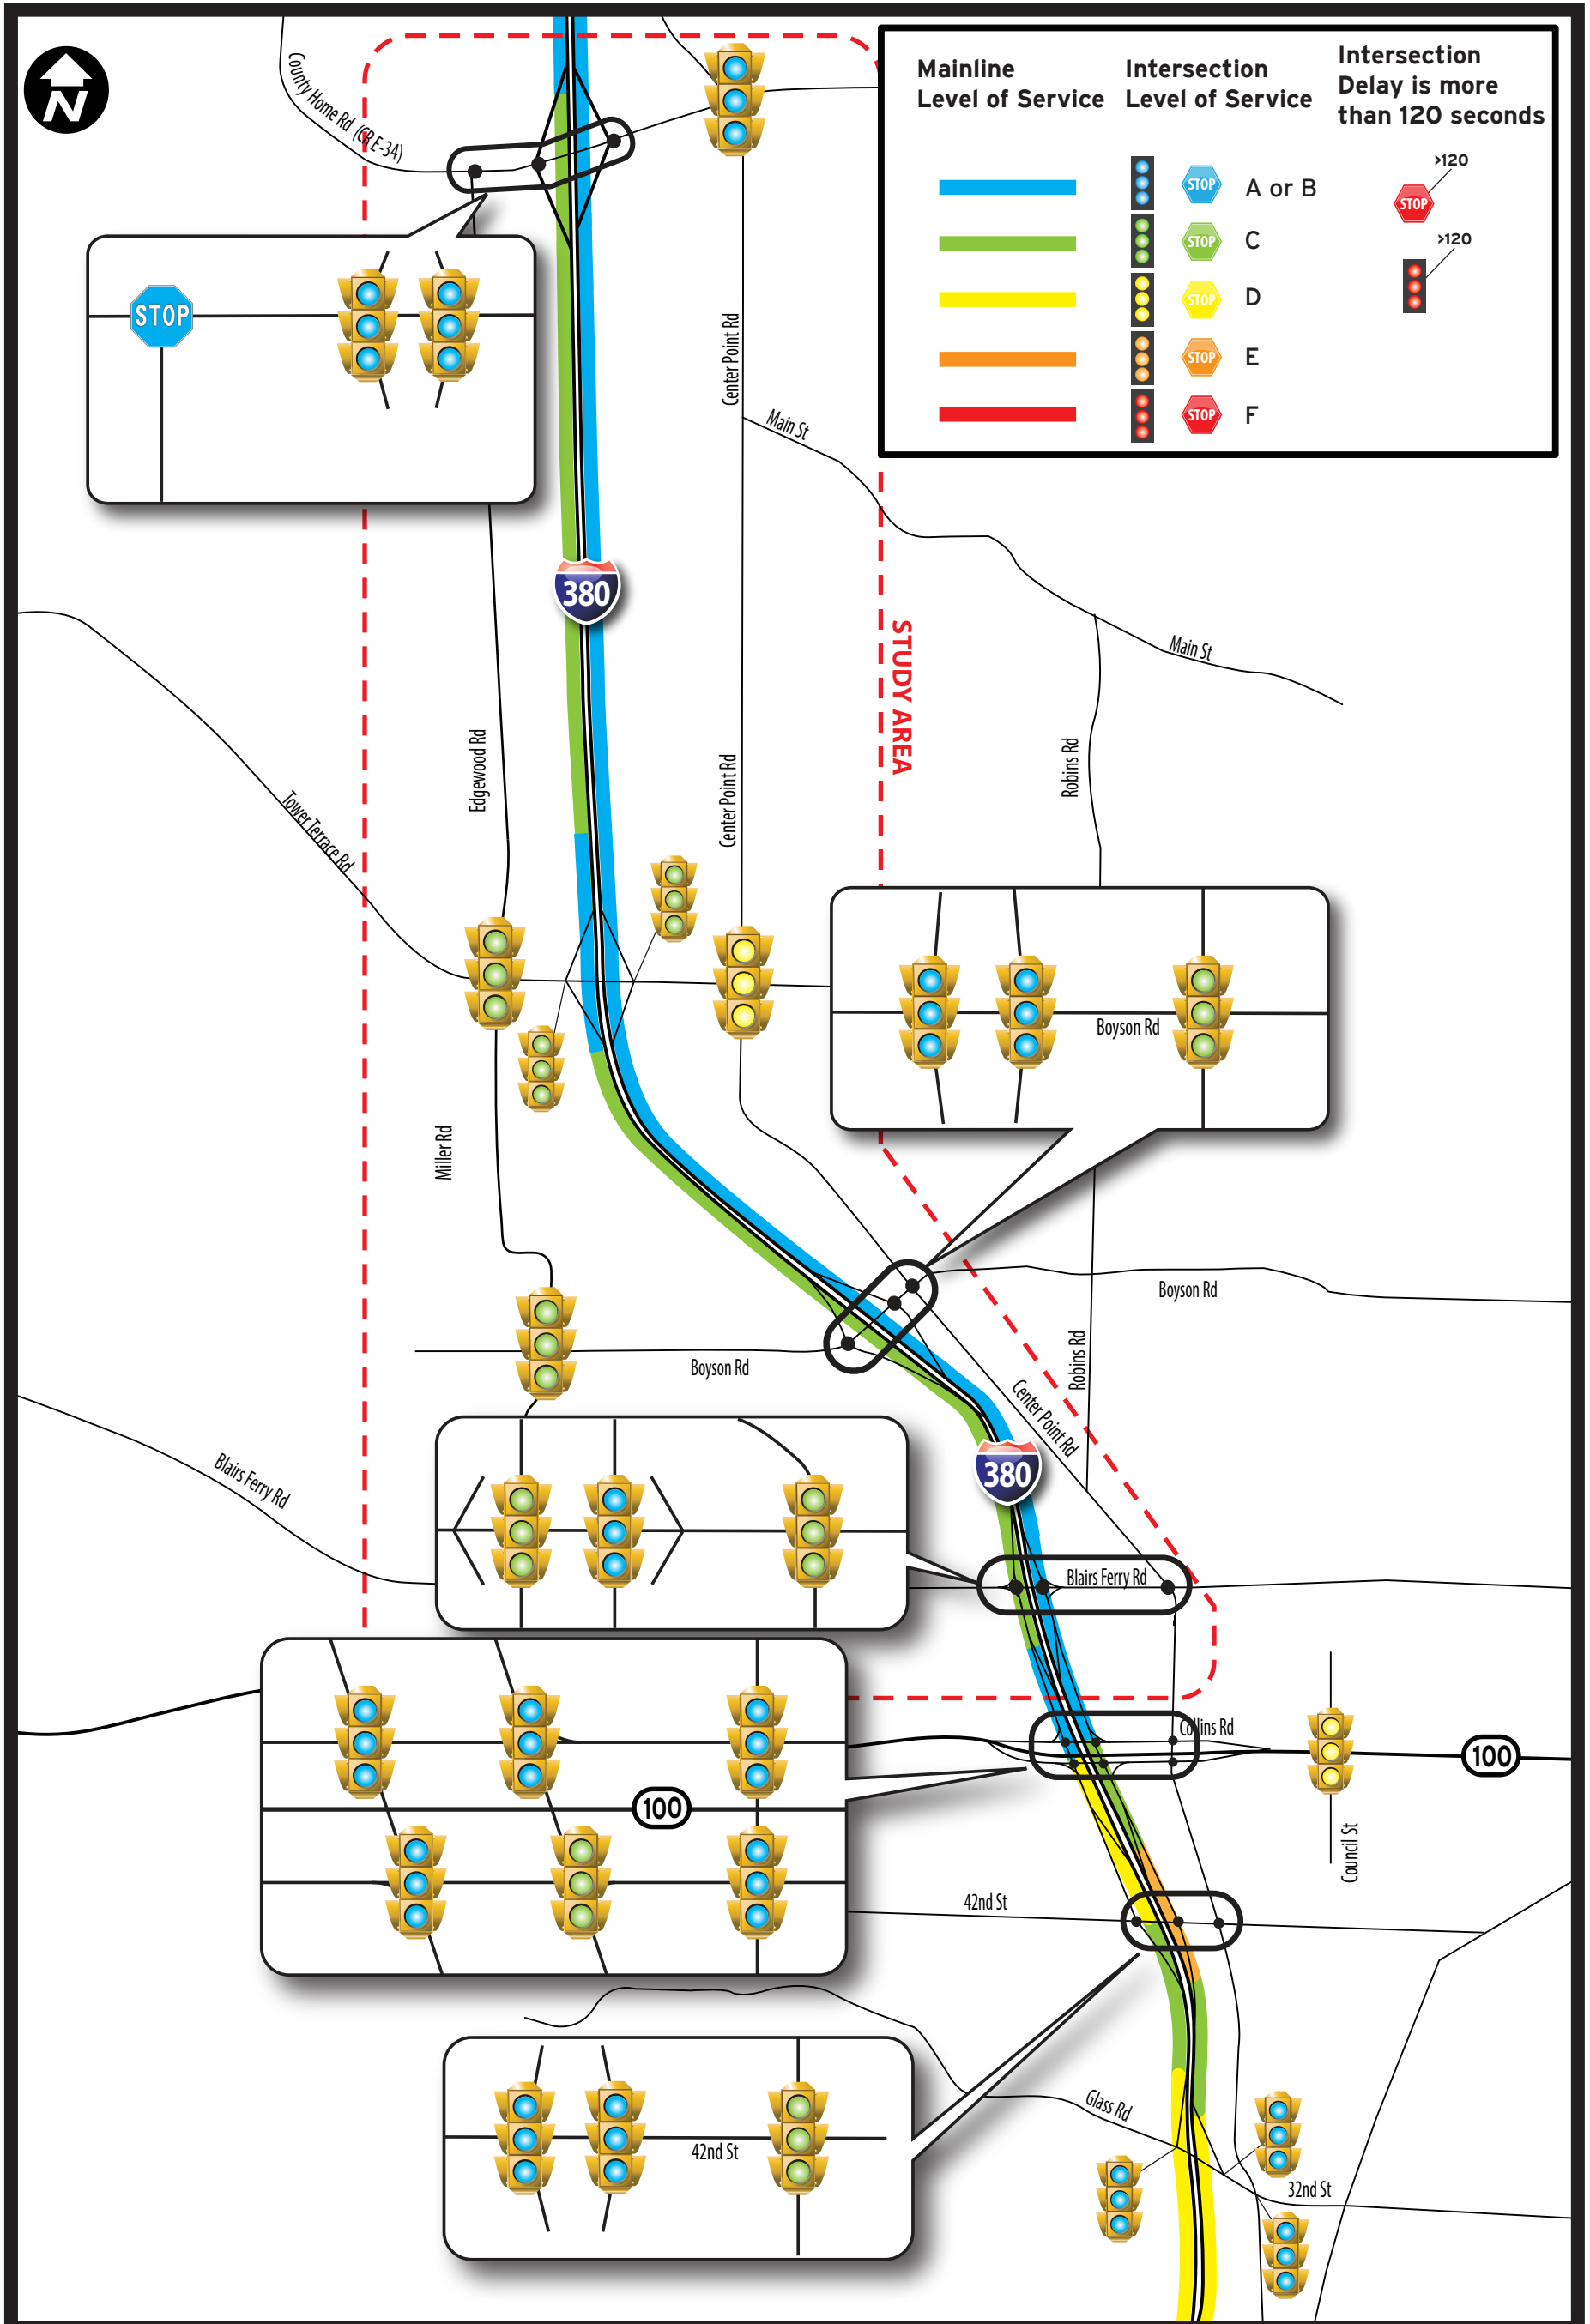 N
County Home Rd (CR E-34)
Mainline
Level of Service
Intersection
Level of Service
Intersection
Delay is more
than 120 seconds
STOP
A or B
STOP
C
STOP
D
STOP
E
STOP
F
>120
STOP
>120
STOP
Center Point Rd
Main St
380
STUDY AREA
Main St
Edgewood Rd
Center Point Rd
Robins Rd
Tower Terrace Rd
Boyson Rd
Miller Rd
Boyson Rd
Boyson Rd
Robins Rd
Center Point Rd
Blairs Ferry Rd
380
Blairs Ferry Rd
Collins Rd
100
100
Council St
42nd St
42nd St
Glass Rd
32nd St